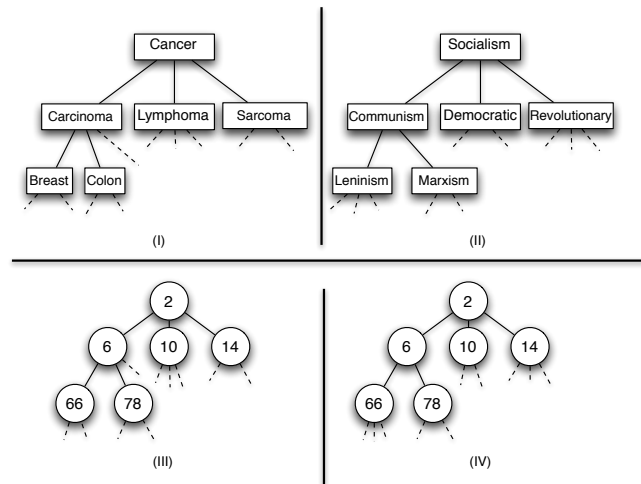 Cancer
Carcinoma
Lymphoma
Sarcoma
Breast
Colon
(I)
Socialism
Communism
Democratic
Revolutionary
Leninism
Marxism
(II)
2
6
10
14
66
78
(III)
2
6
10
14
66
78
(IV)